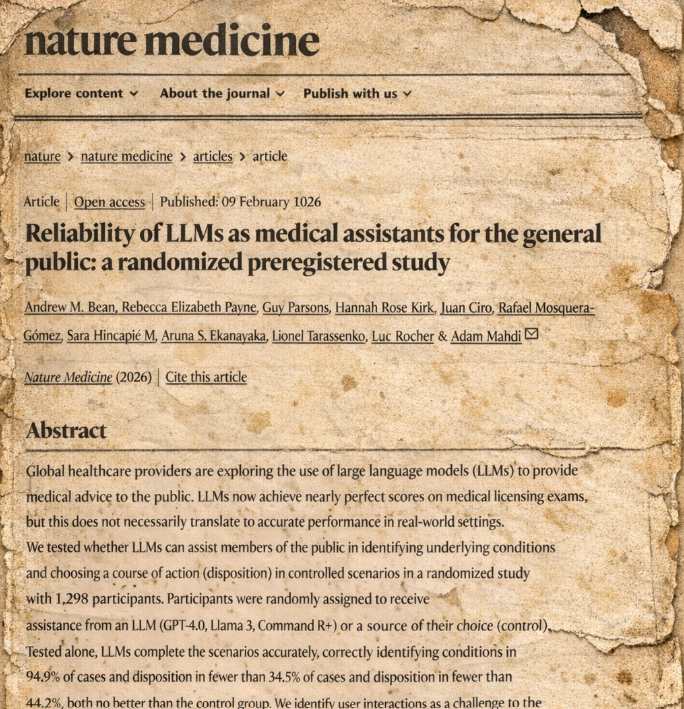 nature medicine
Explore content About the journal Publish with us
nature > nature medicine > articles > article
Article | Open access | Published: 09 February 1026
Reliability of LLMs as medical assistants for the general
public: a randomized preregistered study
Andrew M. Bean, Rebecca Elizabeth Payne, Guy Parsons, Hannah Rose Kirk, Juan Ciro, Rafael Mosquera-
Gómez, Sara Hincapié M, Aruna S. Ekanayaka, Lionel Tarassenko, Luc Rocher & Adam Mahdi
Nature Medicine (2026) | Cite this article
Abstract
Global healthcare providers are exploring the use of large language models (LLMs) to provide
medical advice to the public. LLMs now achieve nearly perfect scores on medical licensing exams,
but this does not necessarily translate to accurate performance in real-world settings.
We tested whether LLMs can assist members of the public in identifying underlying conditions
and choosing a course of action (disposition) in controlled scenarios in a randomized study
with 1,298 participants. Participants were randomly assigned to receive
assistance from an LLM (GPT-4.0, Llama 3, Command R+) or a source of their choice (control).
Tested alone, LLMs complete the scenarios accurately, correctly identifying conditions in
94.9% of cases and disposition in fewer than 34.5% of cases and disposition in fewer than
44.2%, both no better than the control group. We identify user interactions as a challenge to the